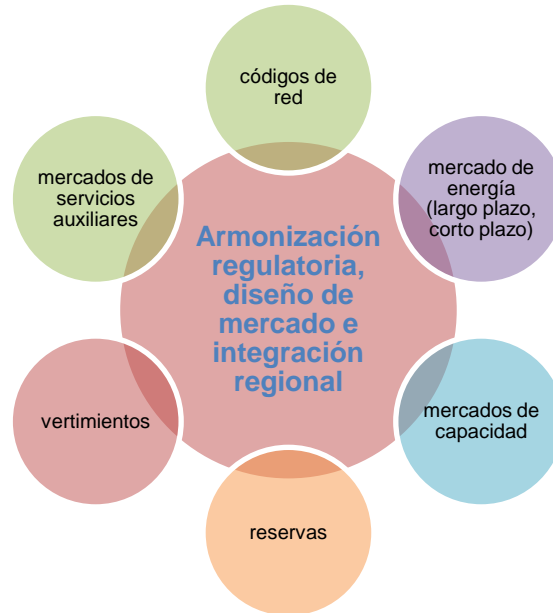 códigos de
red
mercado de
energía
(largo plazo,
corto plazo)
mercados de
capacidad
reservas
vertimientos
mercados de
servicios
auxiliares
Armonización
regulatoria,
diseño de
mercado e
integración
regional